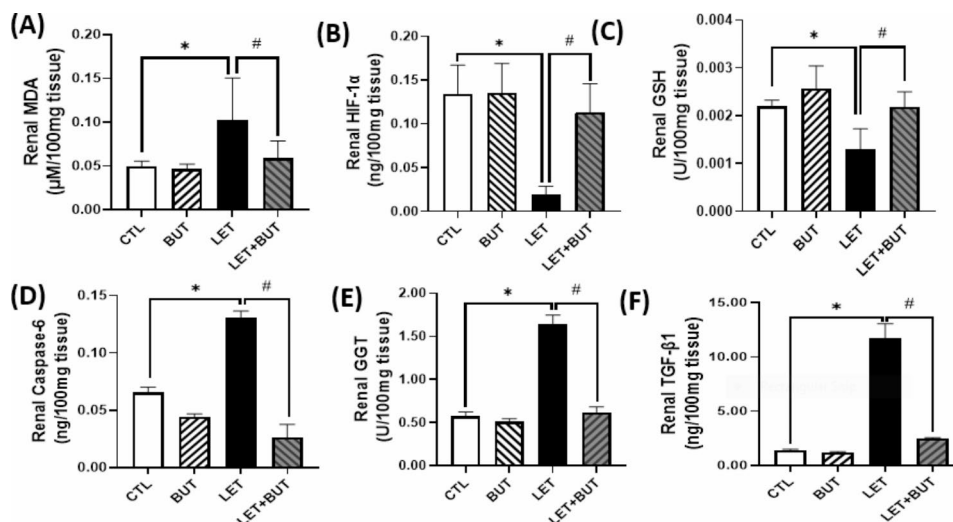 (A)
Renal MDA
(µM/100mg tissue)
0.20
0.15
0.10
0.05
0.00
*
#
CTL
BUT
LET
LET+BUT
(B)
Renal HIF-1α
(ng/100mg tissue)
0.20
0.15
0.10
0.05
0.00
*
#
CTL
BUT
LET
LET+BUT
(C)
Renal GSH
(U/100mg tissue)
0.004
0.003
0.002
0.001
0.000
*
#
CTL
BUT
LET
LET+BUT
(D)
Renal Caspase-6
(ng/100mg tissue)
0.15
0.10
0.05
0.00
*
#
CTL
BUT
LET
LET+BUT
(E)
Renal GGT
(U/100mg tissue)
2.00
1.50
1.00
0.50
0.00
*
#
CTL
BUT
LET
LET+BUT
(F)
Renal TGF-β1
(ng/100mg tissue)
15.00
10.00
5.00
0.00
*
#
CTL
BUT
LET
LET+BUT